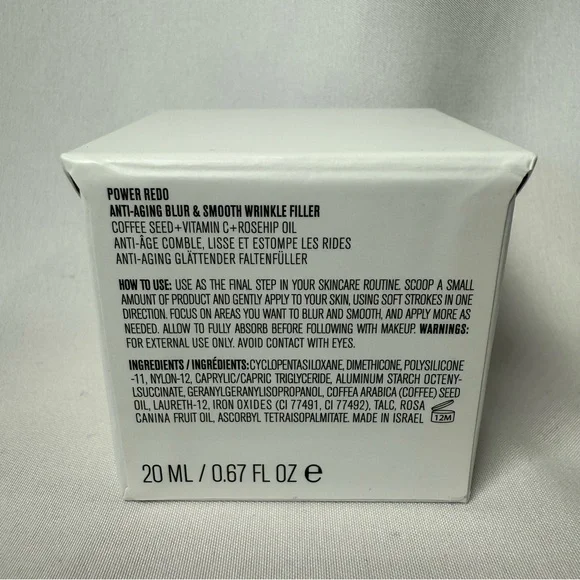 POWER REDO
ANTI-AGING BLUR & SMOOTH WRINKLE FILLER
COFFEE SEED+VITAMIN C+ROSEHIP OIL
ANTI-ÂGE COMBLE, LISSE ET ESTOMPE LES RIDES
ANTI-AGING GLÄTTENDER FALTENFÜLLER
HOW TO USE: USE AS THE FINAL STEP IN YOUR SKINCARE ROUTINE. SCOOP A SMALL
AMOUNT OF PRODUCT AND GENTLY APPLY TO YOUR SKIN, USING SOFT STROKES IN ONE
DIRECTION. FOCUS ON AREAS YOU WANT TO BLUR AND SMOOTH, AND APPLY MORE AS
NEEDED. ALLOW TO FULLY ABSORB BEFORE FOLLOWING WITH MAKEUP. WARNINGS:
FOR EXTERNAL USE ONLY. AVOID CONTACT WITH EYES.
INGREDIENTS / INGRÉDIENTS:CYCLOPENTASILOXANE, DIMETHICONE, POLYSILICONE
-11, NYLON-12, CAPRYLIC/CAPRIC TRIGLYCERIDE, ALUMINUM STARCH OCTENY-
LSUCCINATE, GERANYLGERANYLISOPROPANOL, COFFEA ARABICA (COFFEE) SEED
OIL, LAURETH-12, IRON OXIDES (CI 77491, CI 77492), TALC, ROSA
CANINA FRUIT OIL, ASCORBYL TETRAISOPALMITATE. MADE IN ISRAEL 12M
20 ML / 0.67 FL OZ e